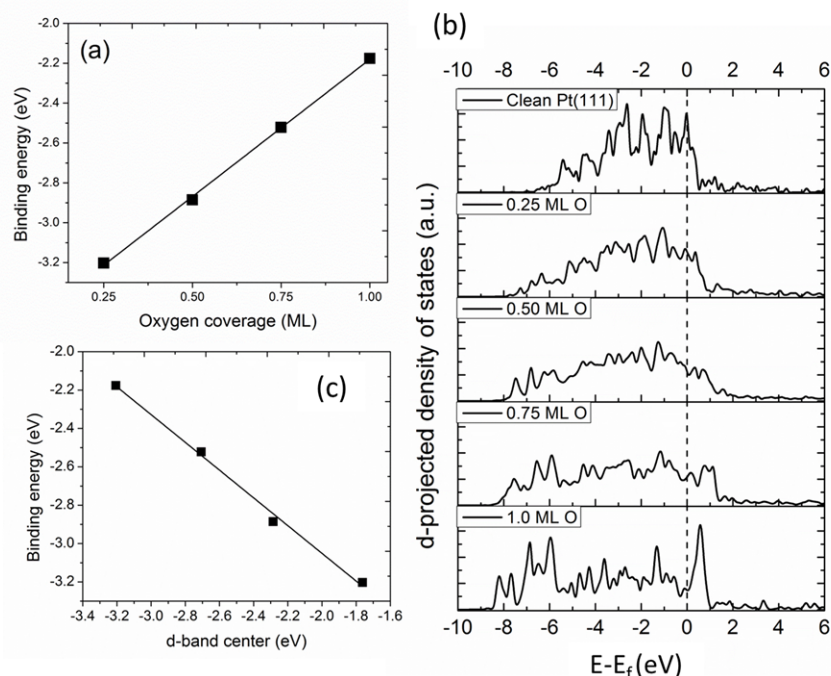 (a)
Binding energy (eV)
-2.0
-2.2
-2.4
-2.6
-2.8
-3.0
-3.2
0.25 0.50 0.75 1.00
Oxygen coverage (ML)
(c)
Binding energy (eV)
-2.0
-2.2
-2.4
-2.6
-2.8
-3.0
-3.2
-3.4 -3.2 -3.0 -2.8 -2.6 -2.4 -2.2 -2.0 -1.8 -1.6
d-band center (eV)
(b)
-10 -8 -6 -4 -2 0 2 4 6
d-projected density of states (a.u.)
Clean Pt(111)
0.25 ML O
0.50 ML O
0.75 ML O
1.0 ML O
-10 -8 -6 -4 -2 0 2 4 6
E-Ef(eV)